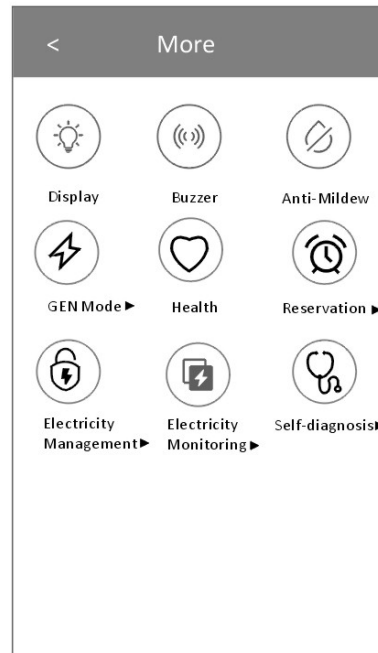 < More
Display Buzzer Anti-Mildew
GEN Mode ▶ Health Reservation ▶
Electricity Electricity Self-diagnosis▶
Management▶ Monitoring▶